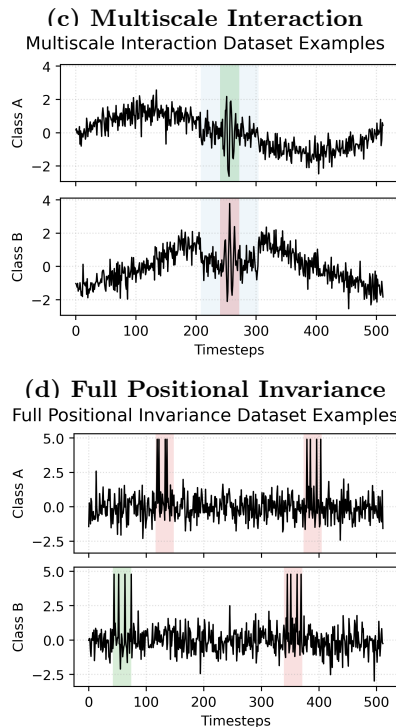 (c) Multiscale Interaction
Multiscale Interaction Dataset Examples
4
2
0
−2
Class A
4
2
0
−2
Class B
0 100 200 300 400 500
Timesteps
(d) Full Positional Invariance
Full Positional Invariance Dataset Examples
5.0
2.5
0.0
−2.5
Class A
5.0
2.5
0.0
−2.5
Class B
0 100 200 300 400 500
Timesteps